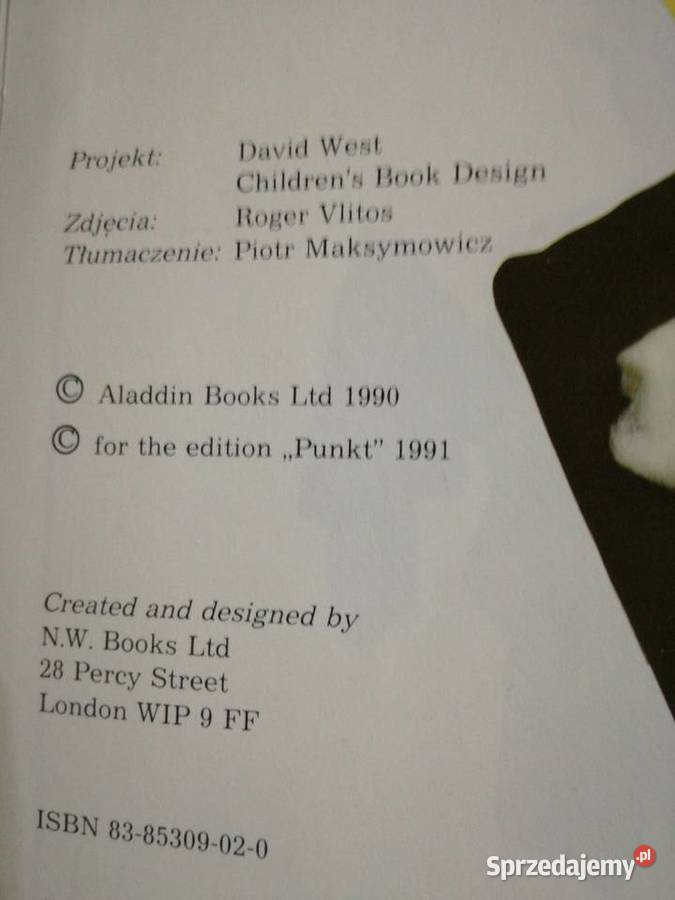 Projekt: David West
Children's Book Design
Zdjęcia: Roger Vlitos
Tłumaczenie: Piotr Maksymowicz
© Aladdin Books Ltd 1990
© for the edition „Punkt” 1991
Created and designed by
N.W. Books Ltd
28 Percy Street
London WIP 9 FF
ISBN 83-85309-02-0
Sprzedajemy.pl